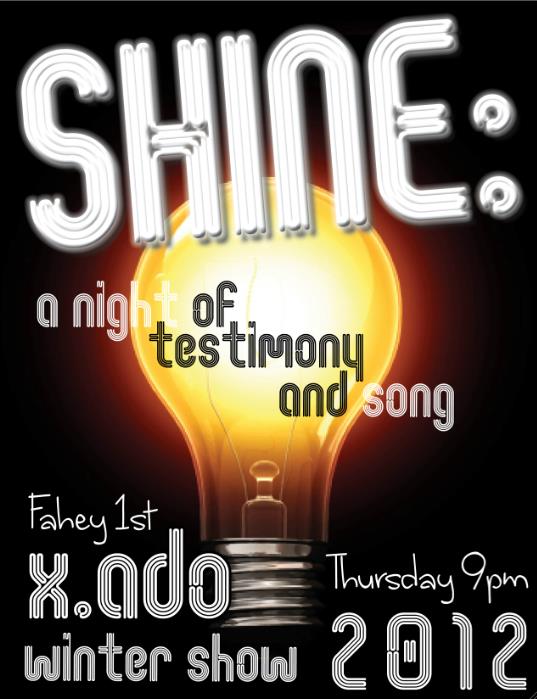 SHINE:
a night of
testimony
and song
Fahey 1st
x.ado
winter show
Thursday 9pm
2012